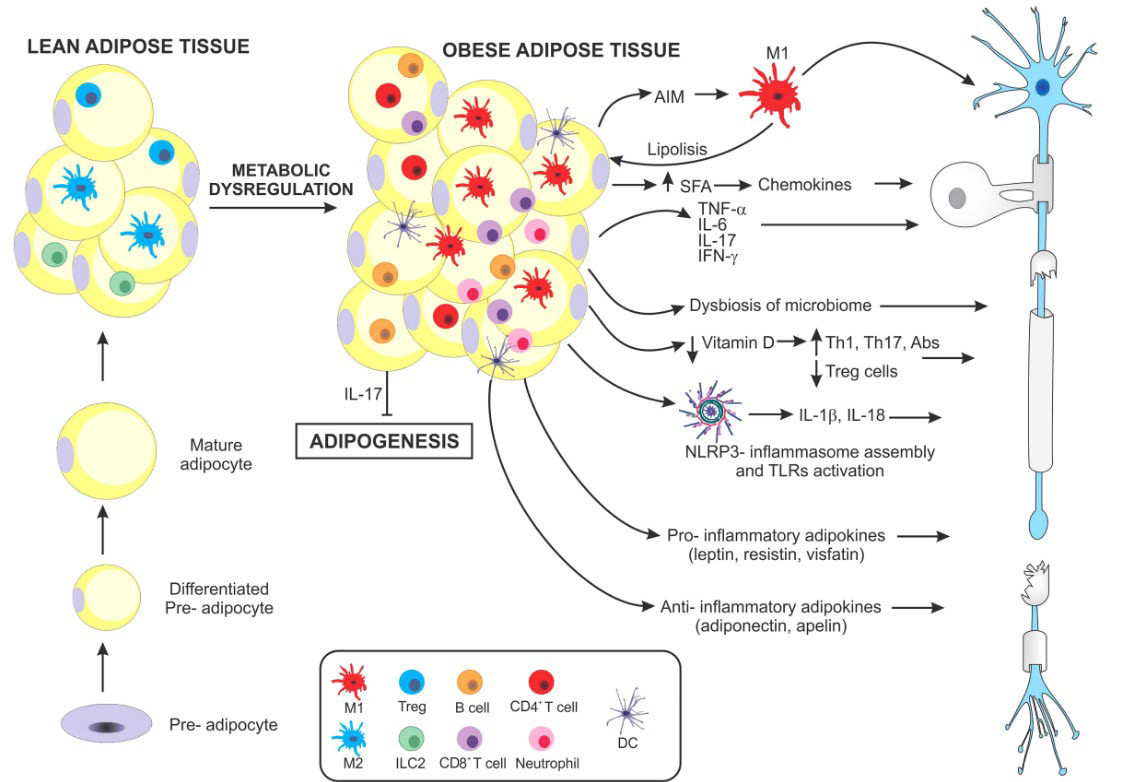 LEAN ADIPOSE TISSUE
OBESE ADIPOSE TISSUE
METABOLIC
DYSREGULATION
M1
AIM
Lipolisis
SFA
Chemokines
TNF-α
IL-6
IL-17
IFN-γ
Dysbiosis of microbiome
Vitamin D
Th1, Th17, Abs
Treg cells
IL-1β, IL-18
NLRP3- inflammasome assembly
and TLRs activation
IL-17
ADIPOGENESIS
Mature
adipocyte
Pro- inflammatory adipokines
(leptin, resistin, visfatin)
Differentiated
Pre- adipocyte
Anti- inflammatory adipokines
(adiponectin, apelin)
Pre- adipocyte
M1
Treg
B cell
CD4⁺T cell
M2
ILC2
CD8⁺T cell
Neutrophil
DC